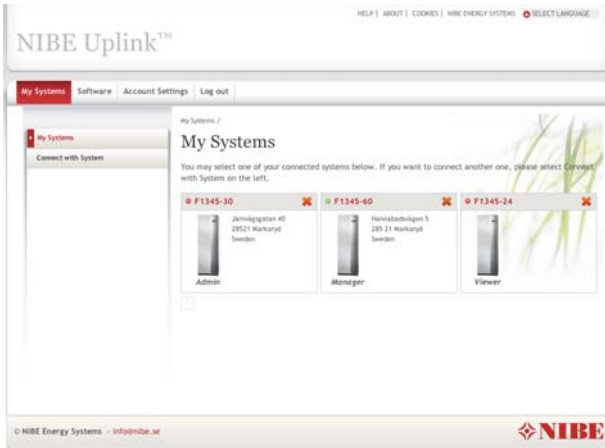 HELP | ABOUT | COOKIES | NIBE ENERGY SYSTEMS SELECT LANGUAGE
NIBE Uplink™
My Systems Software Account Settings Log out
My Systems /
My Systems
Connect with System
My Systems
You may select one of your connected systems below. If you want to connect another one, please select Connect
with System on the left.
F1345-30 F1345-60 F1345-24
Järnvägsgatan 40 Hannabadsvägen 5
28521 Markaryd 285 21 Markaryd
Sweden Sweden
Admin Manager Viewer
1
© NIBE Energy Systems - info@nibe.se
NIBE